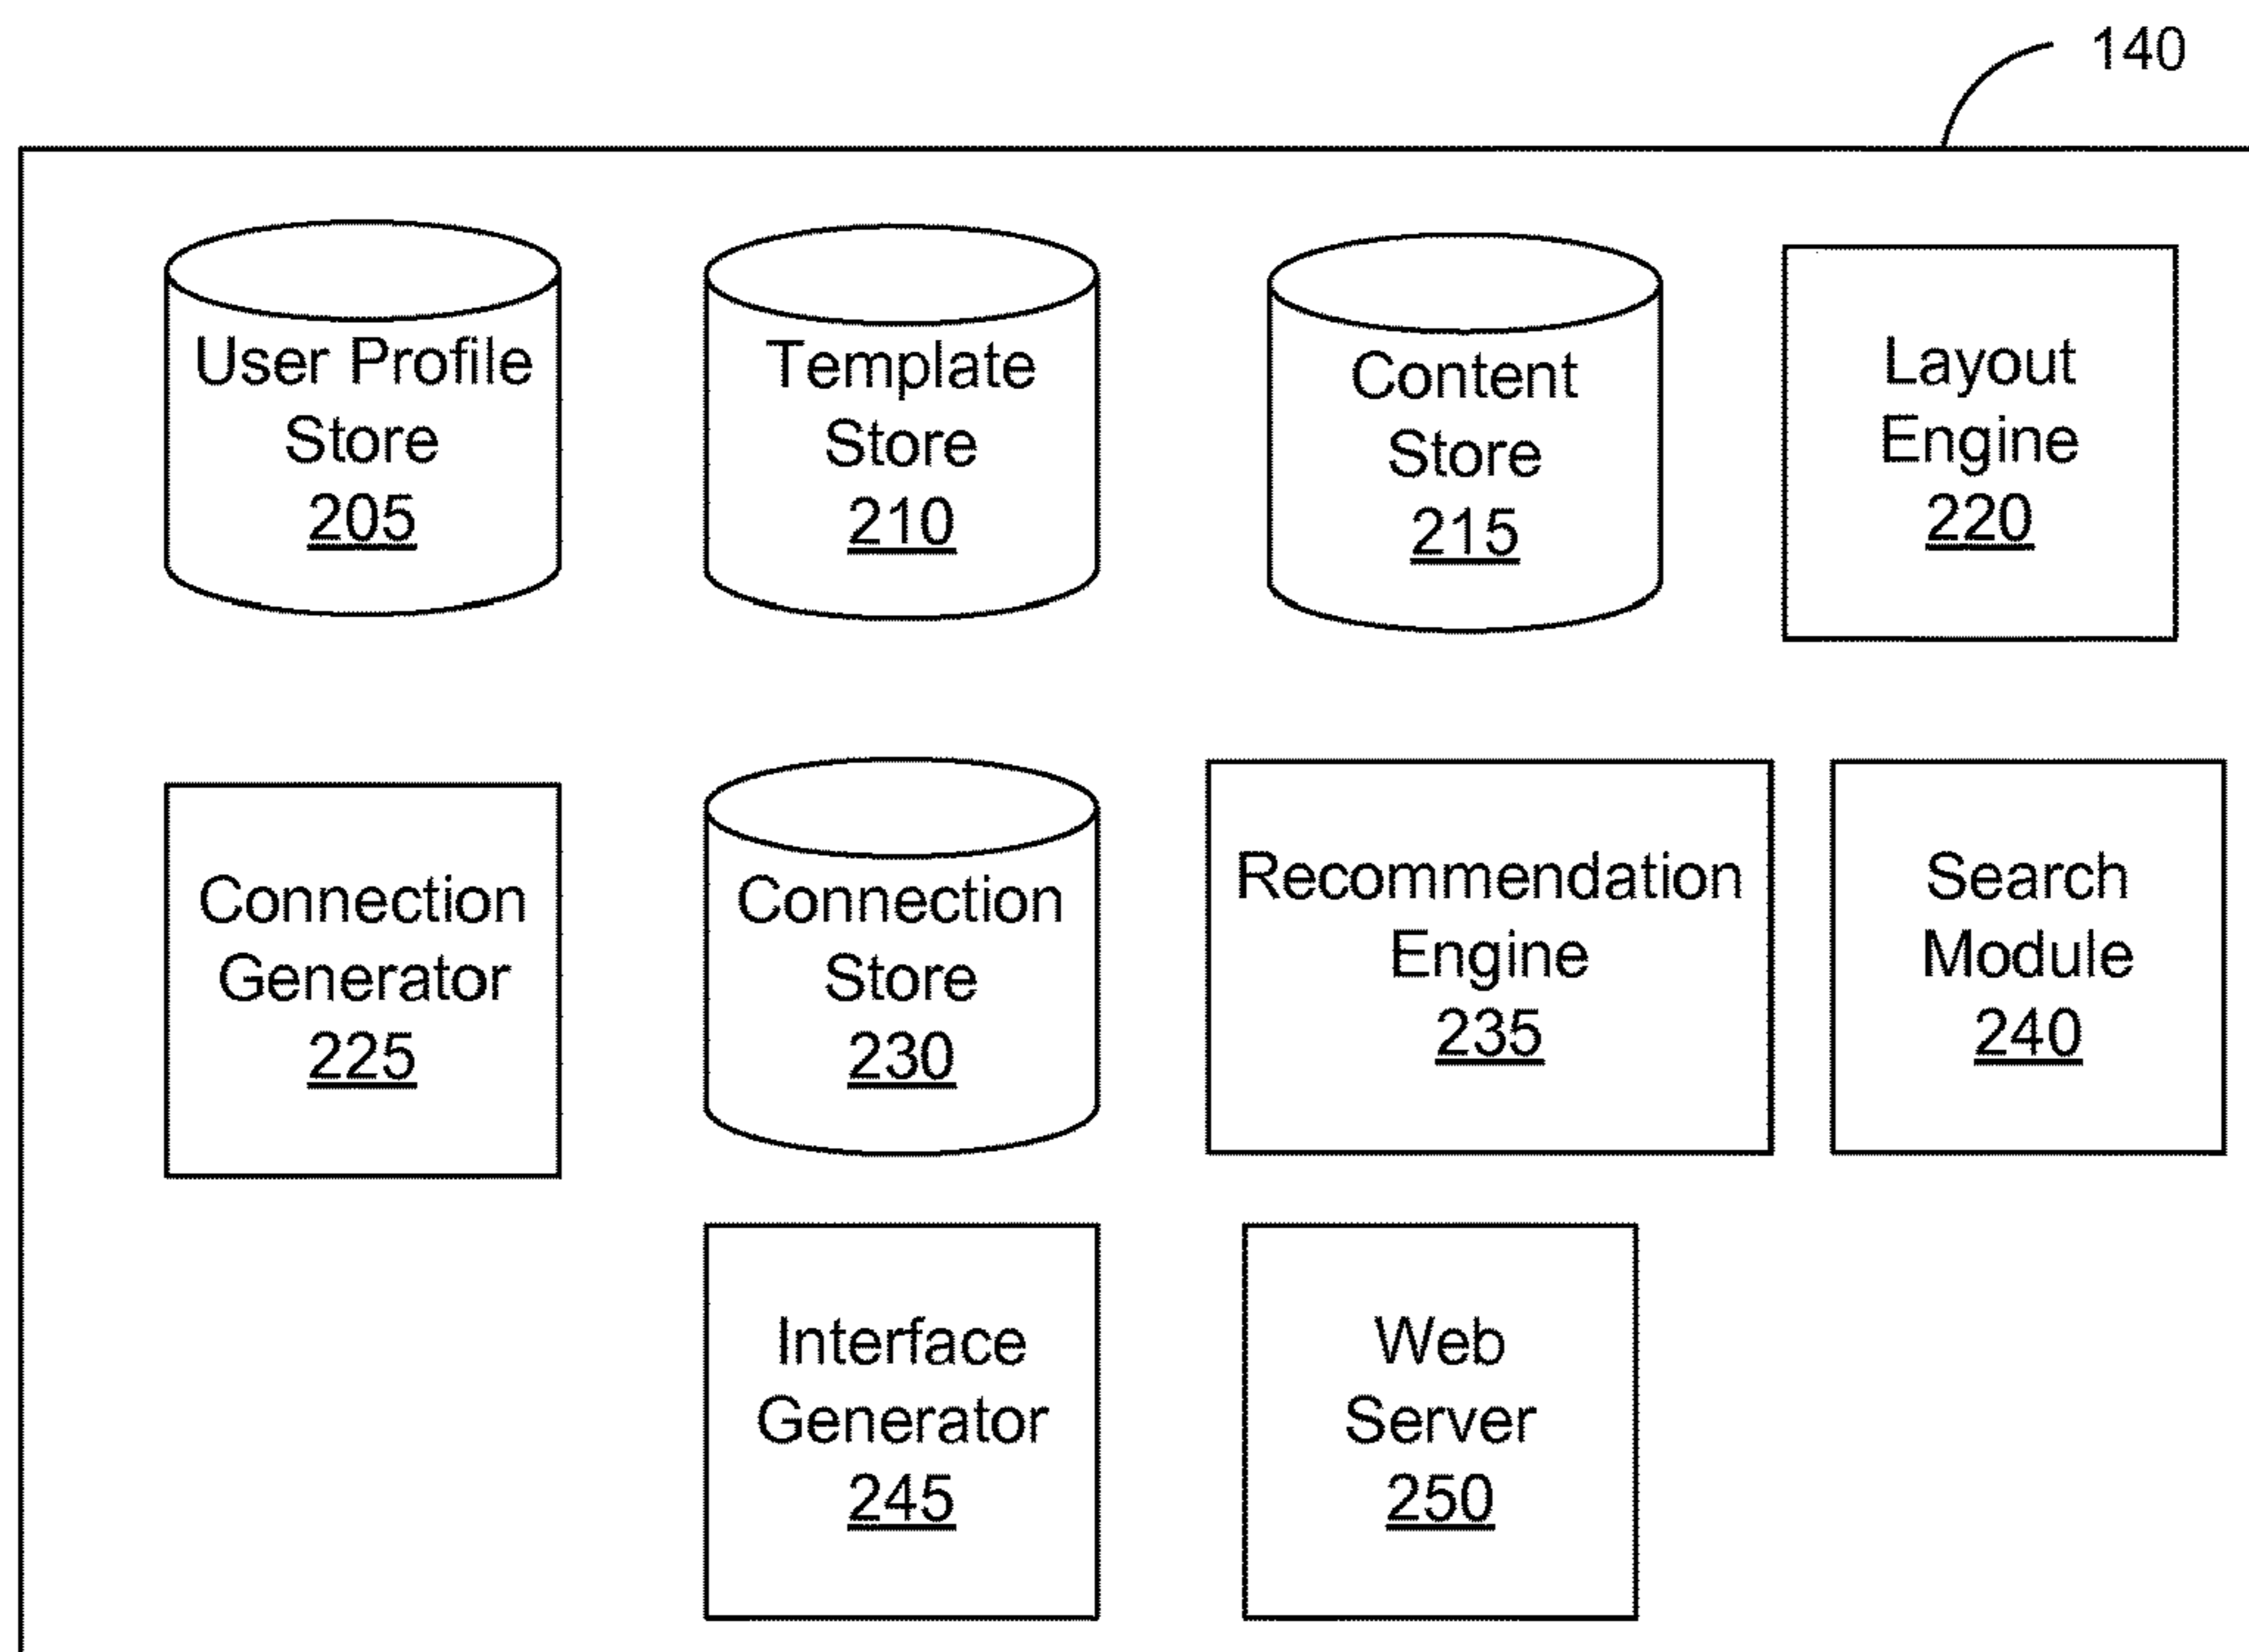 140
User Profile
Store
205
Template
Store
210
Content
Store
215
Layout
Engine
220
Connection
Generator
225
Connection
Store
230
Recommendation
Engine
235
Search
Module
240
Interface
Generator
245
Web
Server
250